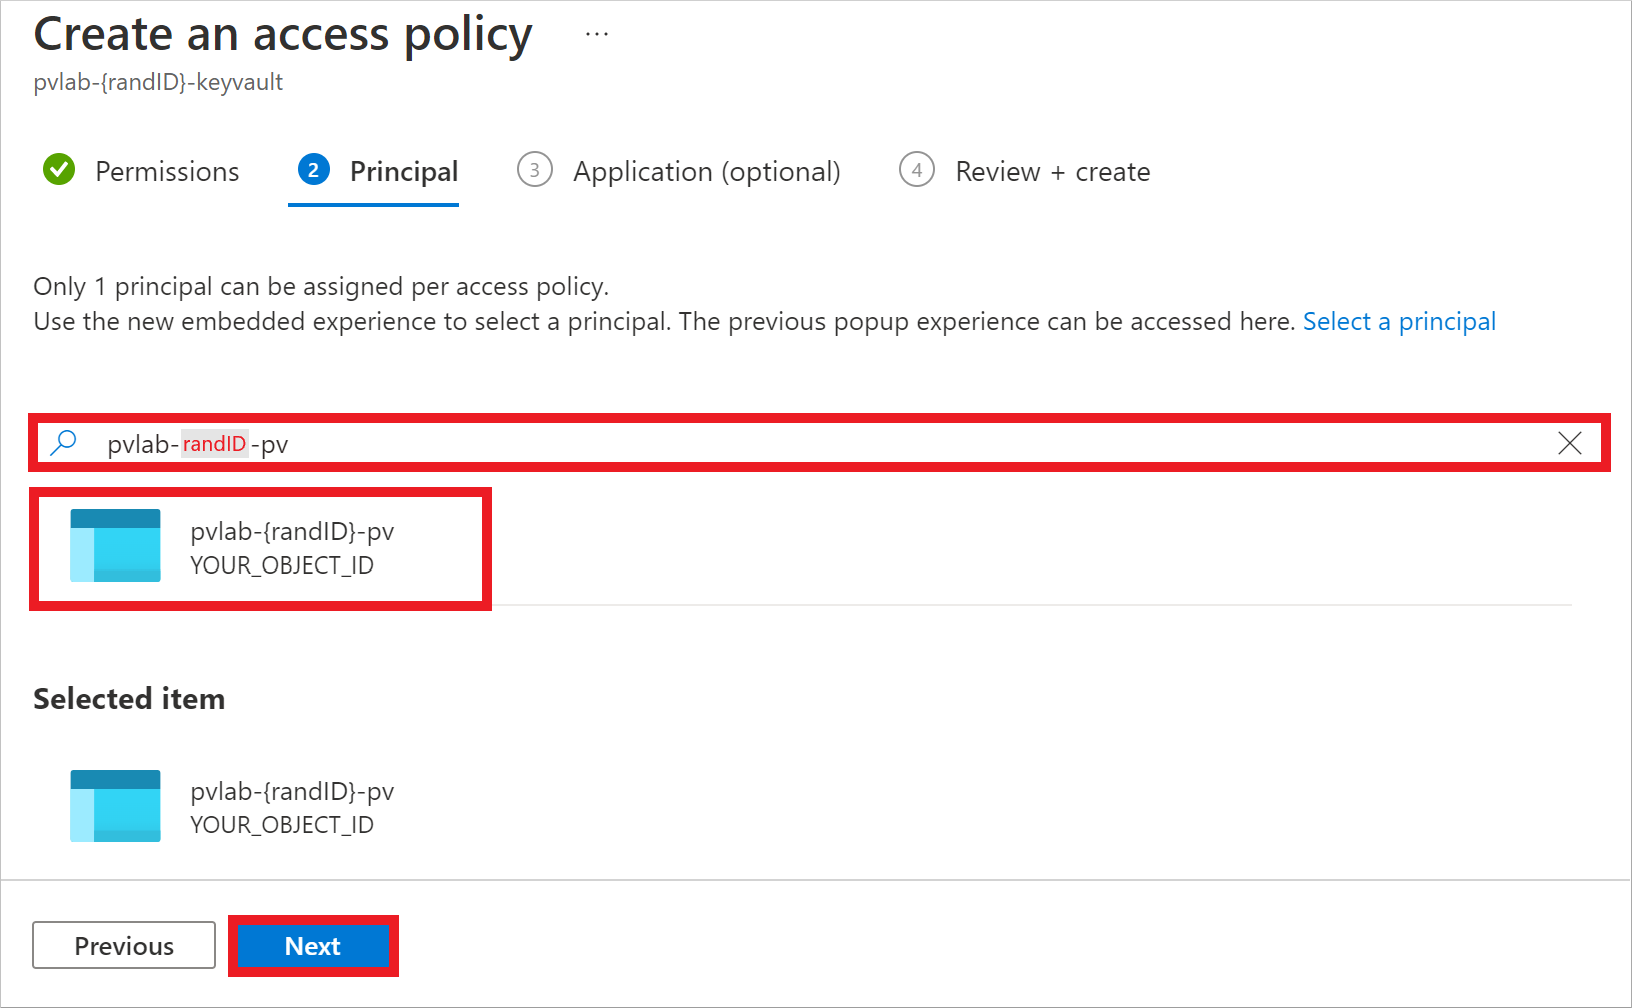 Create an access policy ...
pvlab-{randID}-keyvault
Permissions 2 Principal 3 Application (optional) 4 Review + create
Only 1 principal can be assigned per access policy.
Use the new embedded experience to select a principal. The previous popup experience can be accessed here. Select a principal
pvlab-randID-pv
pvlab-{randID}-pv
YOUR_OBJECT_ID
Selected item
pvlab-{randID}-pv
YOUR_OBJECT_ID
Previous Next